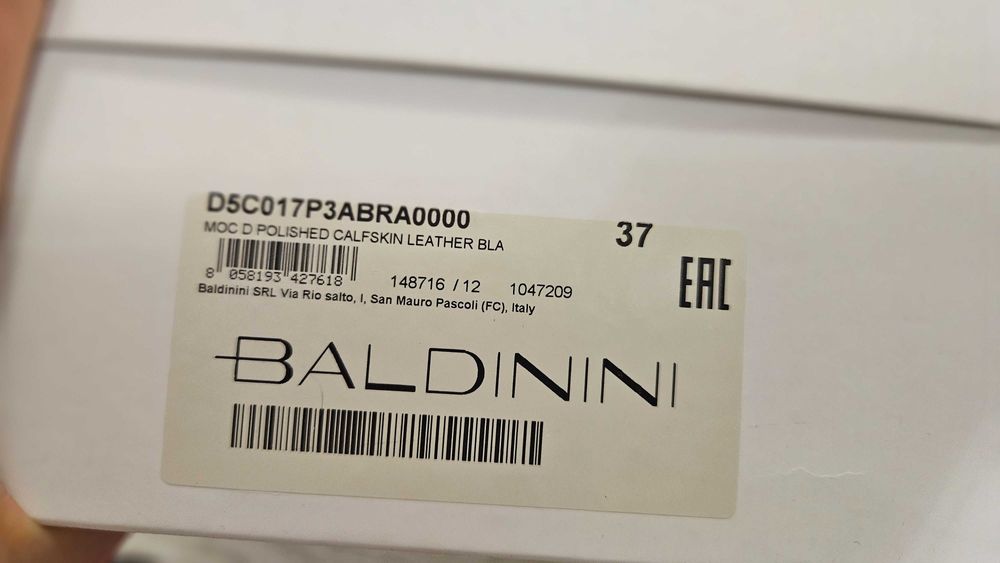 D5C017P3ABRA0000
37
MOC D POLISHED CALFSKIN LEATHER BLA
EAC
8 058193 427618
148716 / 12 1047209
Baldinini SRL Via Rio salto, I, San Mauro Pascoli (FC), Italy
BALDININI